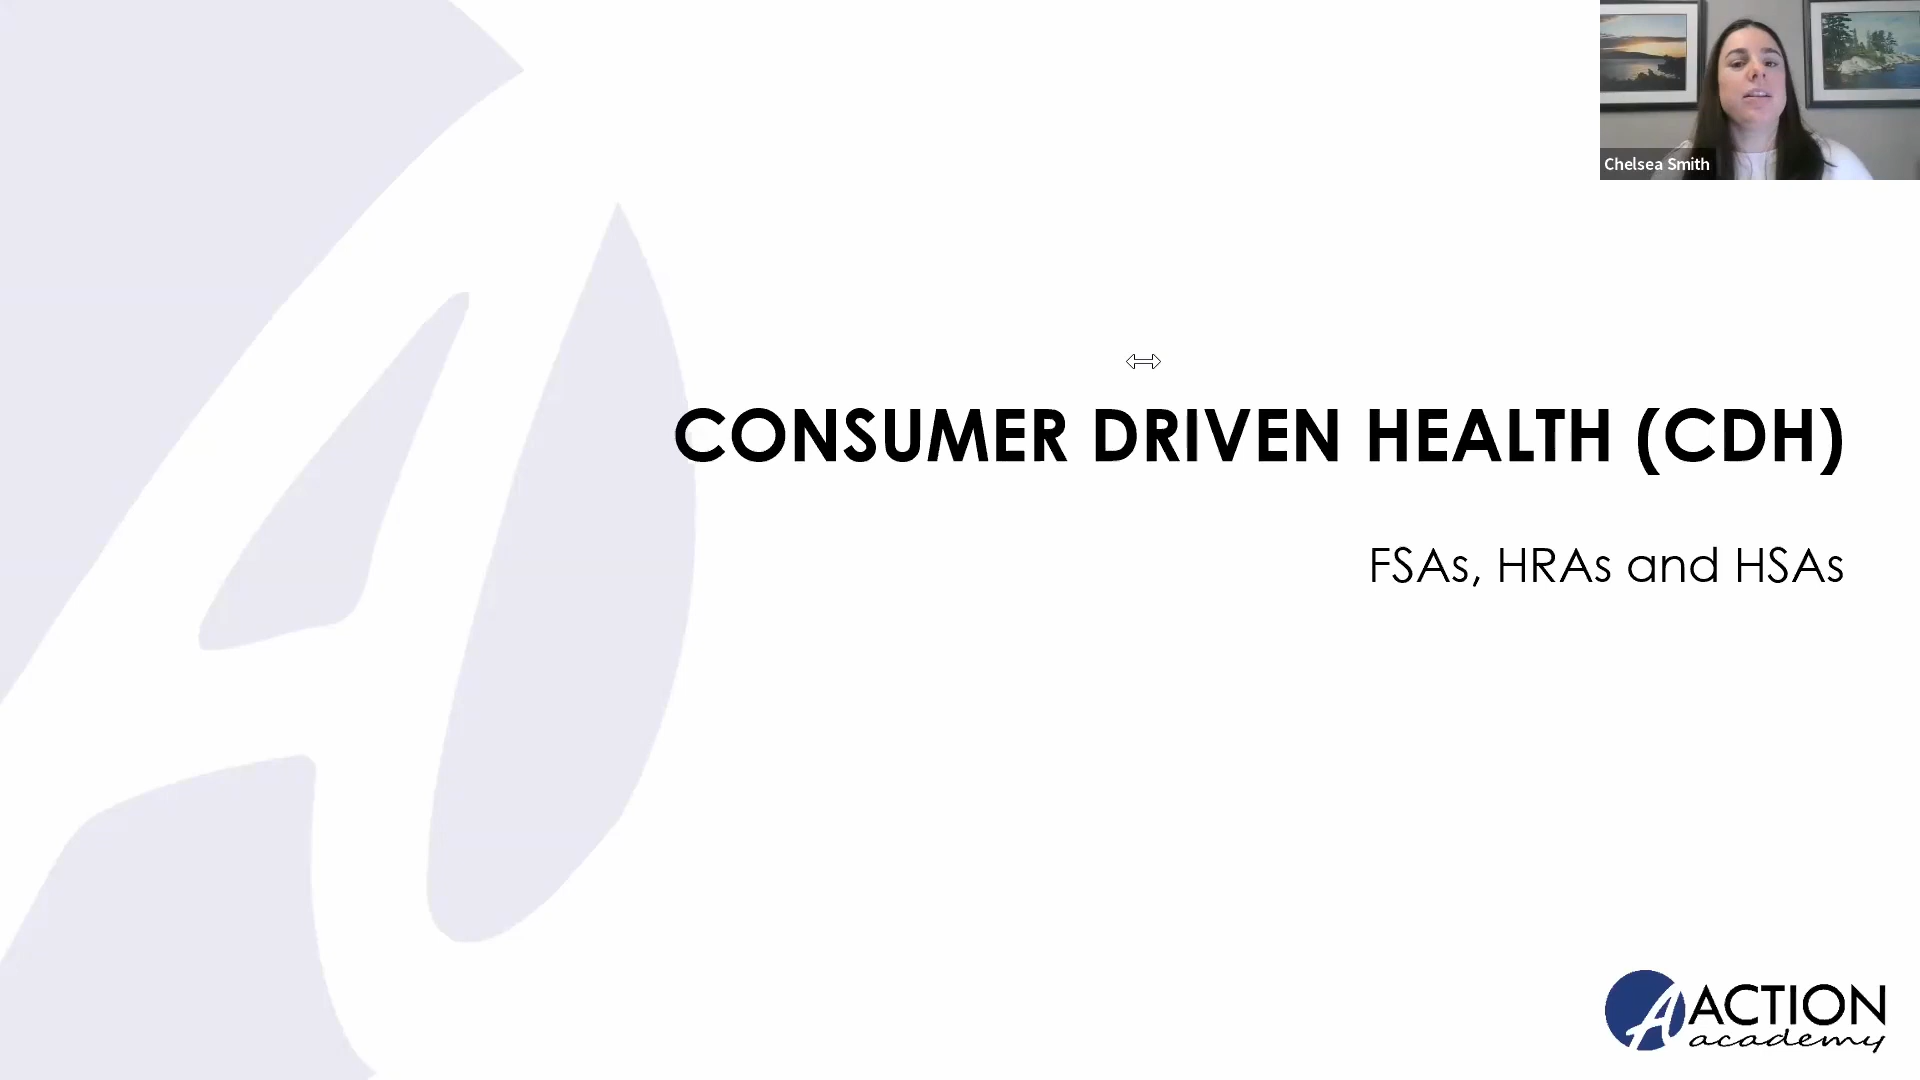 Chelsea Smith
CONSUMER DRIVEN HEALTH (CDH)
FSAs, HRAs and HSAs
ACTION
academy